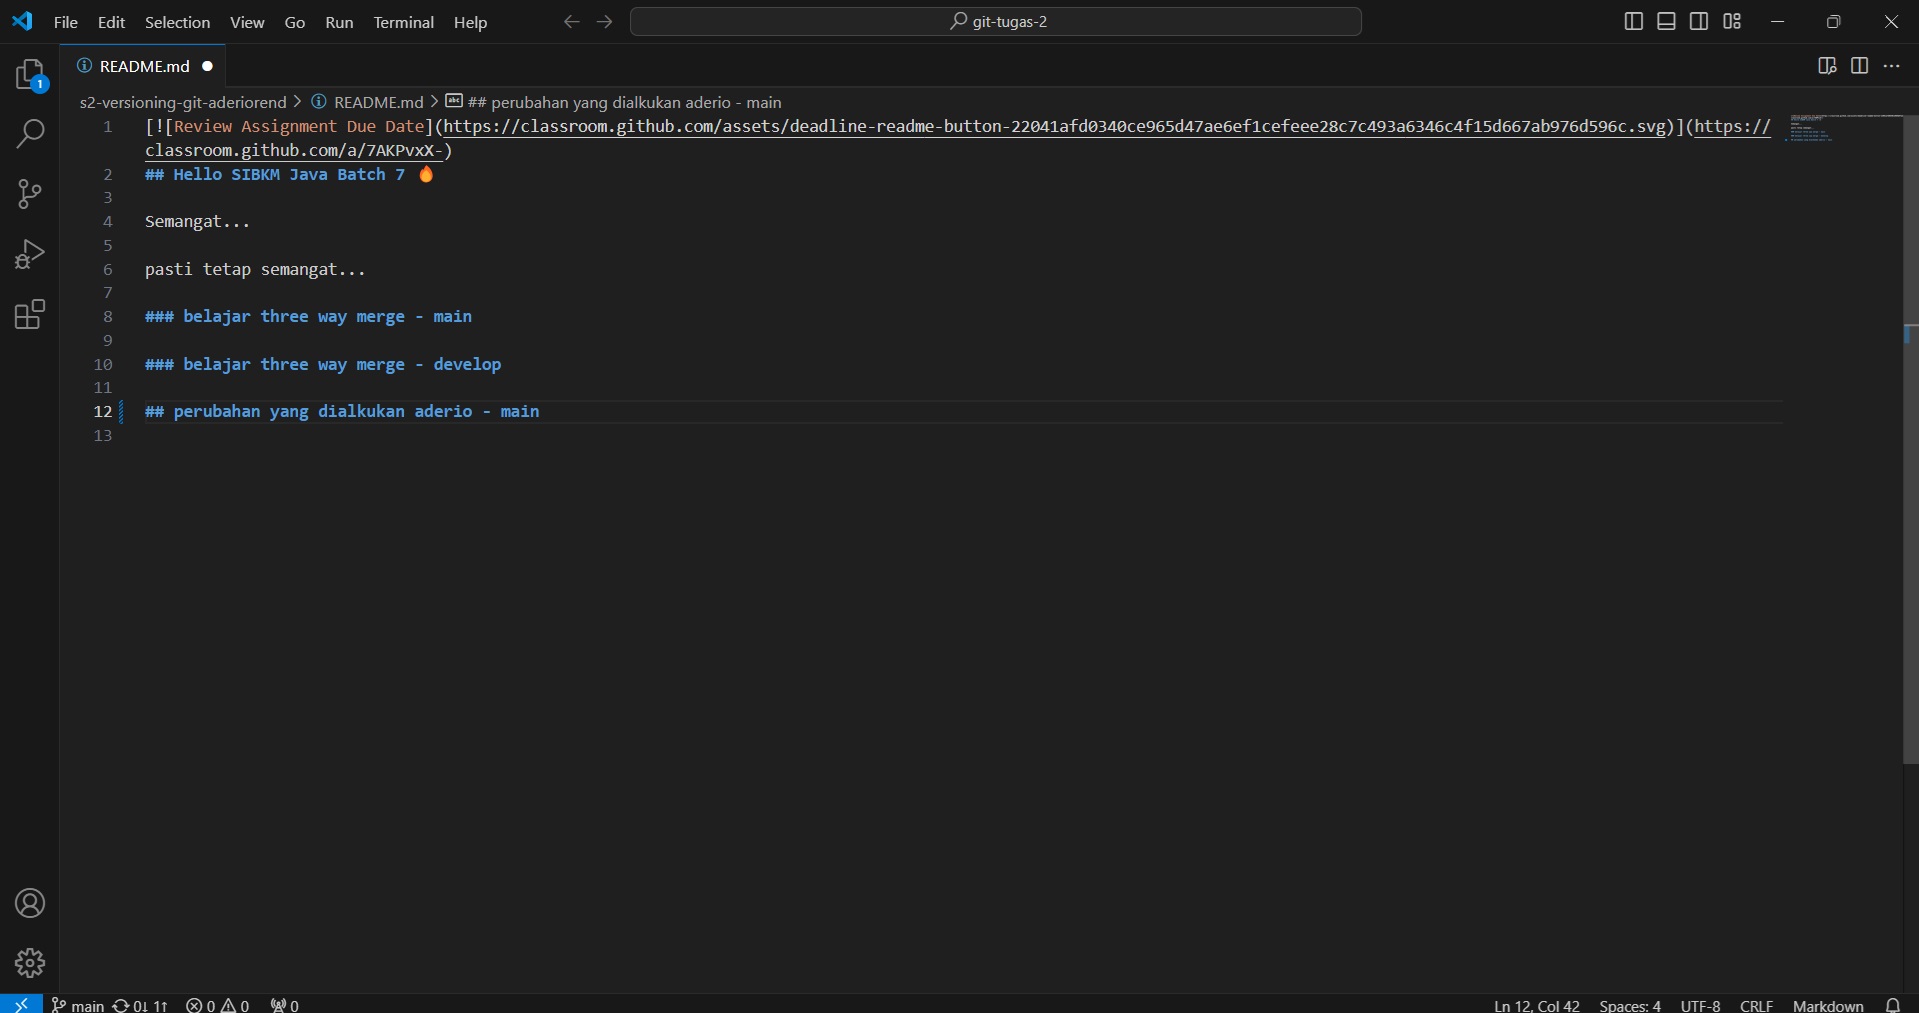 File Edit Selection View Go Run Terminal Help
git-tugas-2
1
README.md
s2-versioning-git-aderiorend > README.md > ## perubahan yang dialkukan aderio - main
1 [![Review Assignment Due Date](https://classroom.github.com/assets/deadline-readme-button-22041afd0340ce965d47ae6ef1cefeee28c7c493a6346c4f15d667ab976d596c.svg)](https://
classroom.github.com/a/7AKPvxX-)
2 ## Hello SIBKM Java Batch 7 🔥
3
4 Semangat...
5
6 pasti tetap semangat...
7
8 ### belajar three way merge - main
9
10 ### belajar three way merge - develop
11
12 ## perubahan yang dialkukan aderio - main
13
main 0↓ 1↑ 0 0 0 Ln 12, Col 42 Spaces: 4 UTF-8 CRLF Markdown